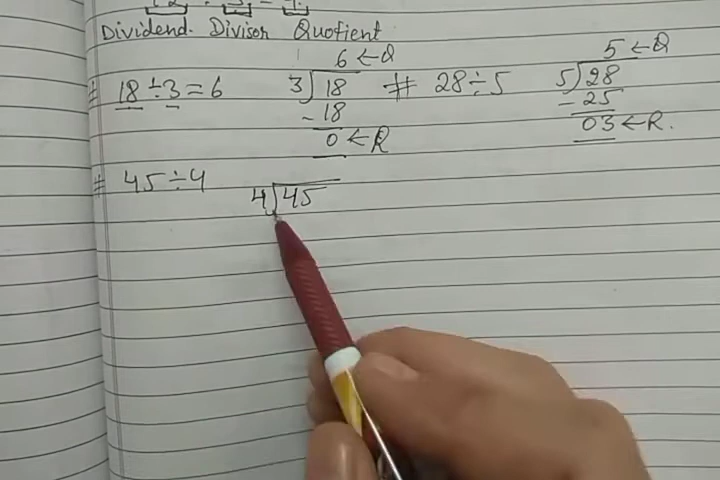 Dividend. Divisor Quotient
# 18 ÷ 3 = 6
6 ← Q
3) 18
- 18
0 ← R
# 28 ÷ 5
5 ← Q
5) 28
- 25
03 ← R.
# 45 ÷ 4
4) 45